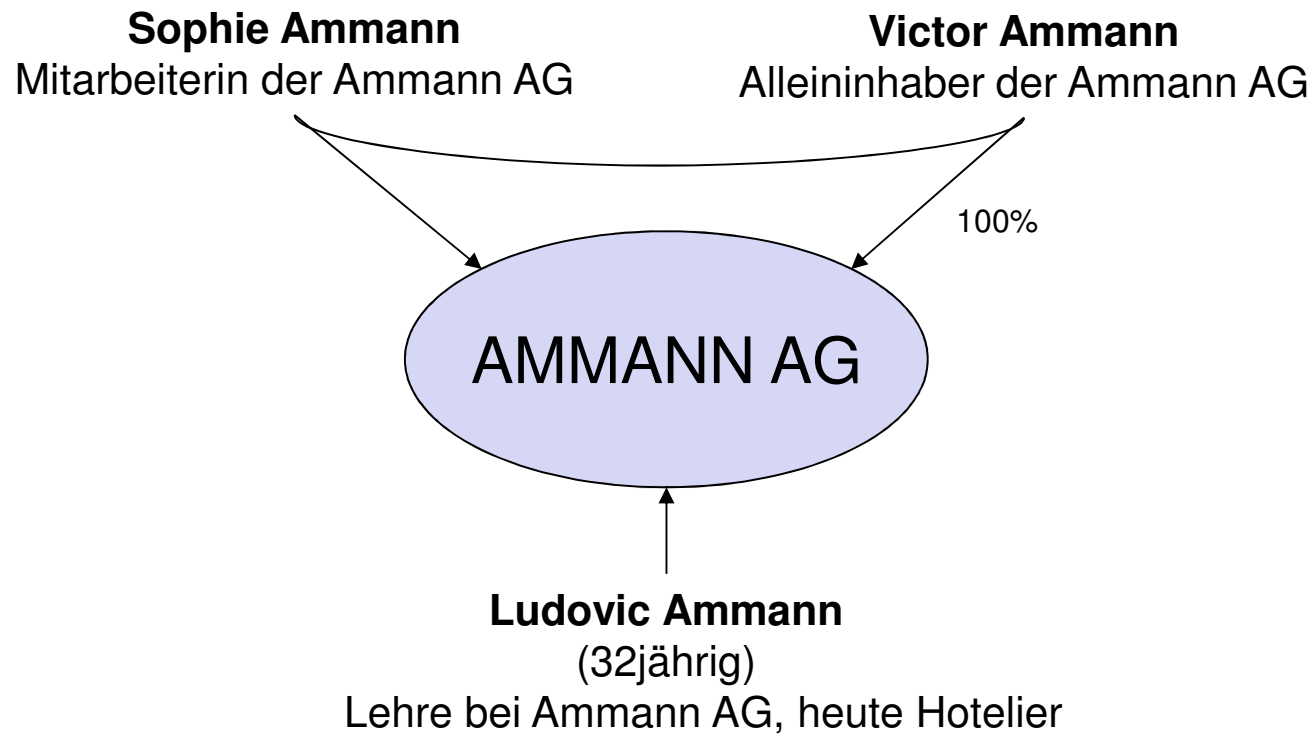 Sophie Ammann
Mitarbeiterin der Ammann AG
Victor Ammann
Alleininhaber der Ammann AG
100%
AMMANN AG
Ludovic Ammann
(32jährig)
Lehre bei Ammann AG, heute Hotelier